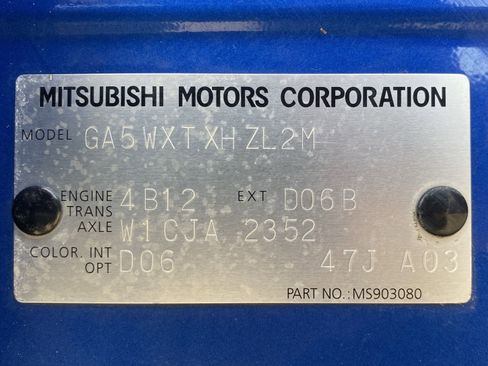 MITSUBISHI MOTORS CORPORATION
MODEL GA5WXTXHZL2M
ENGINE 4B12 EXT D06B
TRANS AXLE W1CJA 2352
COLOR. INT D06
OPT 47J A03
PART NO.:MS903080